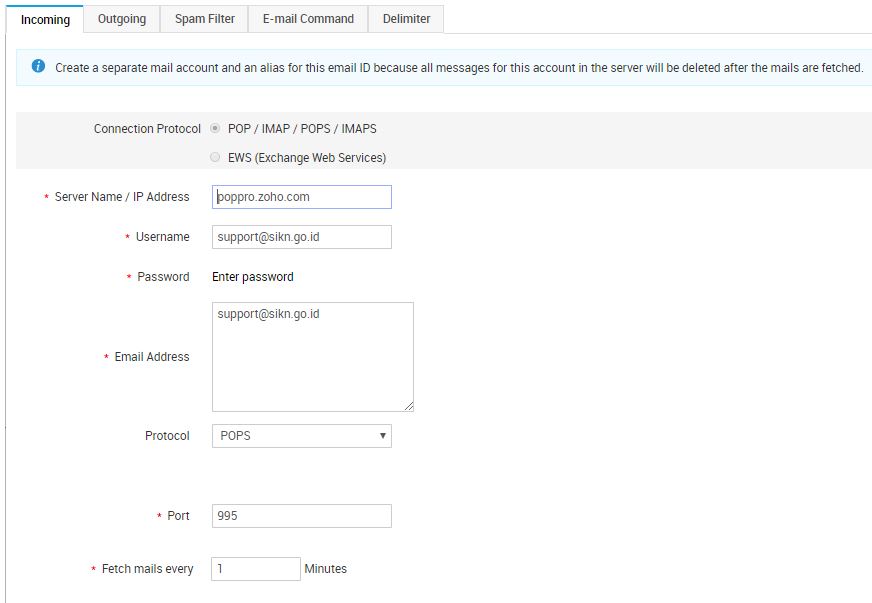 Incoming Outgoing Spam Filter E-mail Command Delimiter
i Create a separate mail account and an alias for this email ID because all messages for this account in the server will be deleted after the mails are fetched.
Connection Protocol POP / IMAP / POPS / IMAPS
EWS (Exchange Web Services)
* Server Name / IP Address poppro.zoho.com
* Username support@sikn.go.id
* Password Enter password
* Email Address support@sikn.go.id
Protocol POPS
* Port 995
* Fetch mails every 1 Minutes